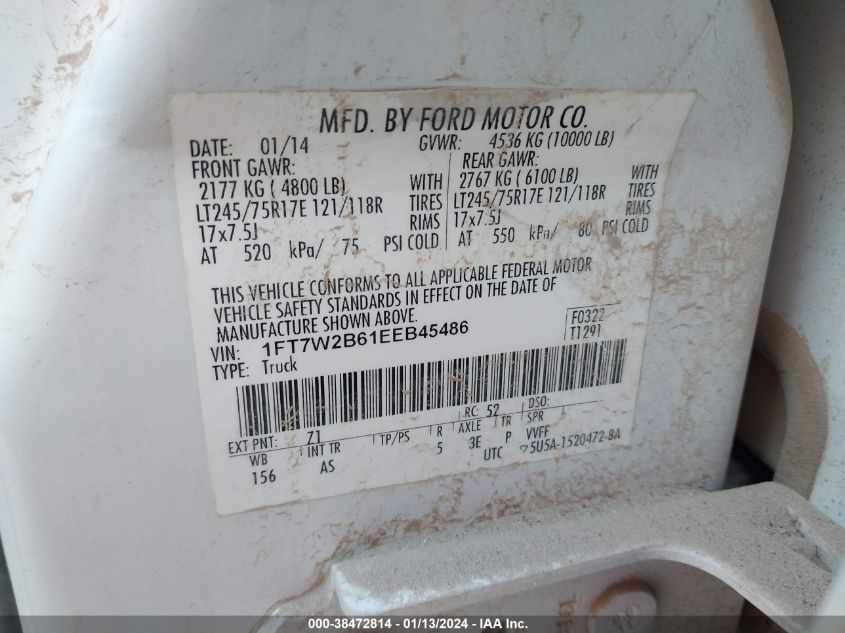 MFD. BY FORD MOTOR CO.
DATE: 01/14 GVWR: 4536 KG (10000 LB)
FRONT GAWR: REAR GAWR:
2177 KG ( 4800 LB) WITH 2767 KG ( 6100 LB) WITH
LT245/75R17E 121/118R TIRES LT245/75R17E 121/118R TIRES
17x7.5J RIMS 17x7.5J RIMS
AT 520 kPa/ 75 PSI COLD AT 550 kPa/ 80 PSI COLD
THIS VEHICLE CONFORMS TO ALL APPLICABLE FEDERAL MOTOR
VEHICLE SAFETY STANDARDS IN EFFECT ON THE DATE OF
MANUFACTURE SHOWN ABOVE.
VIN: 1FT7W2B61EEB45486 F0322
TYPE: Truck T1291
EXT PNT: Z1 RC: 52 DSO:
WB INT TR TP/PS R AXLE TR SPR
156 AS 5 3E P VVFF
UTC 5U5A-1520472-BA
000-38472814 - 01/13/2024 - IAA Inc.